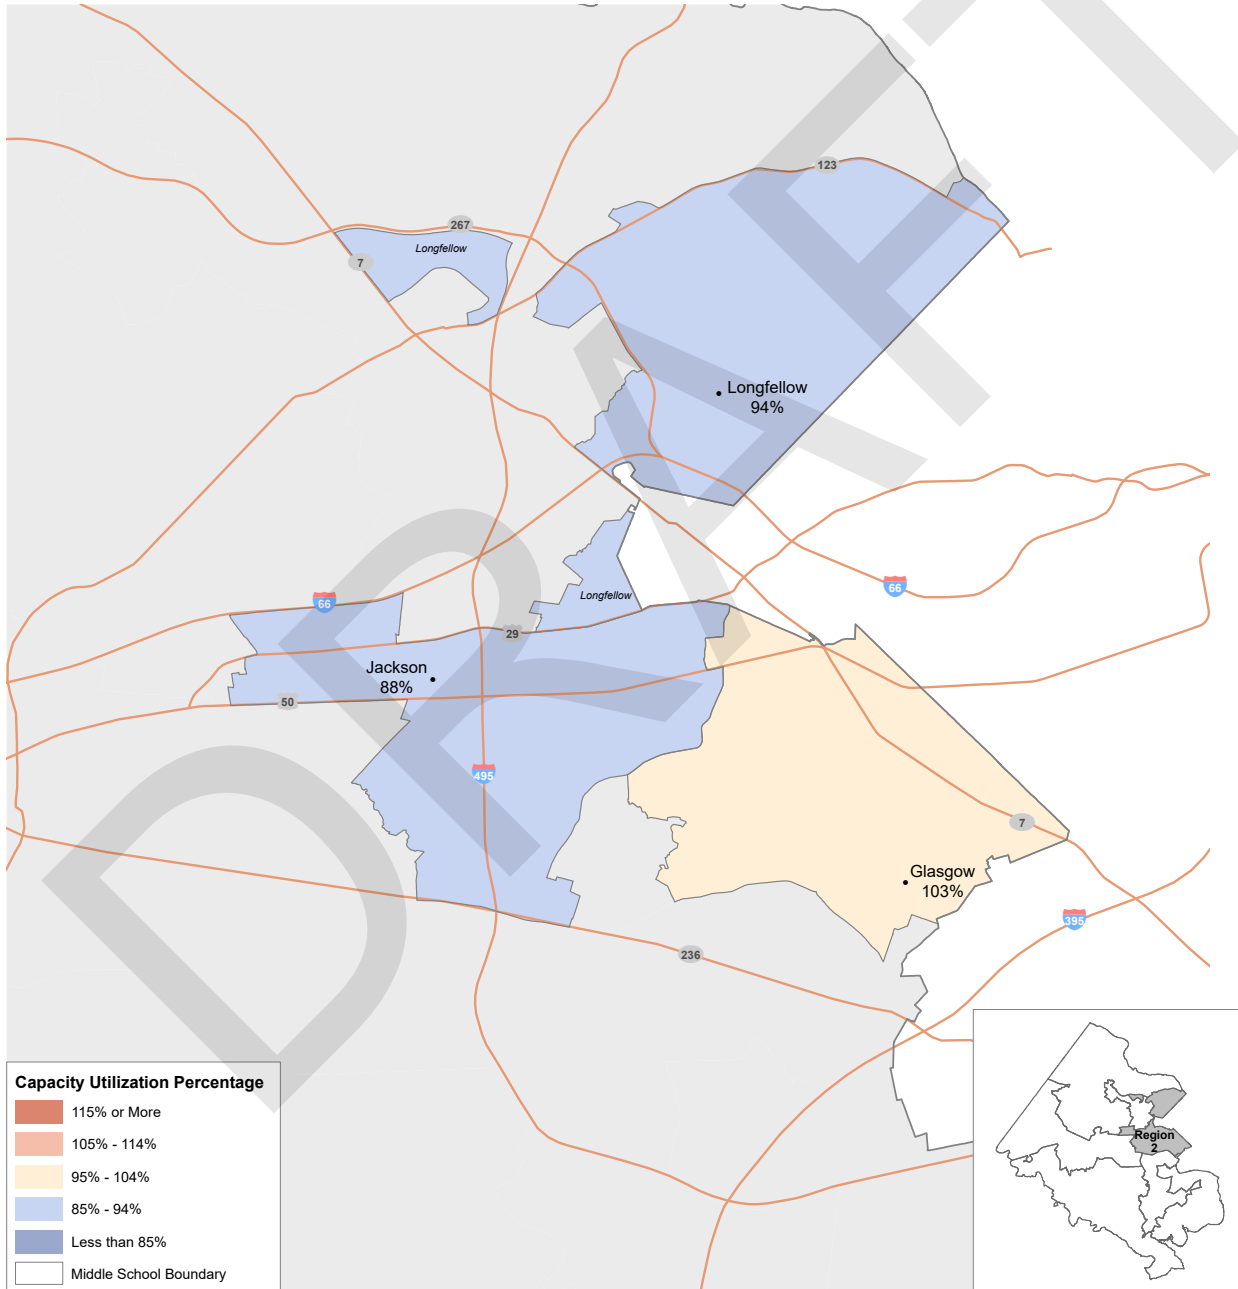 123
267
Longfellow
7
Longfellow
94%
66
66
Longfellow
29
Jackson
88%
50
495
7
Glasgow
103%
395
236
DRAFT
Capacity Utilization Percentage
115% or More
105% - 114%
95% - 104%
85% - 94%
Less than 85%
Middle School Boundary
Region
2